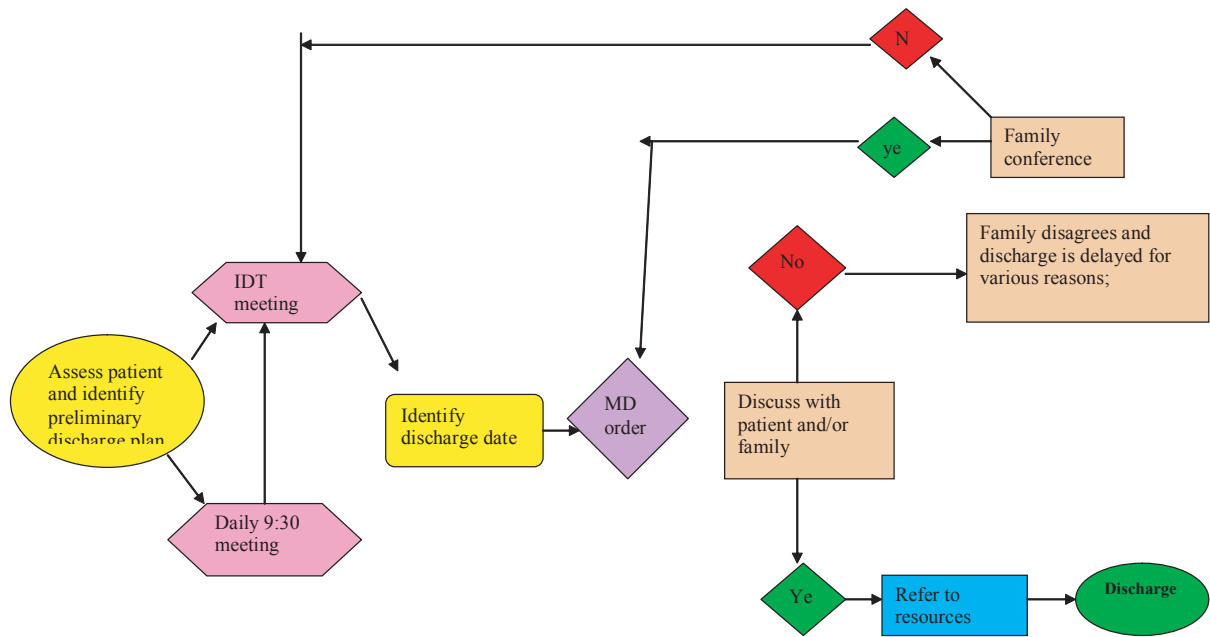 N
Family
conference
ye
Family disagrees and
discharge is delayed for
various reasons;
No
IDT
meeting
Assess patient
and identify
preliminary
discharge plan
Identify
discharge date
MD
order
Discuss with
patient and/or
family
Daily 9:30
meeting
Ye
Refer to
resources
Discharge